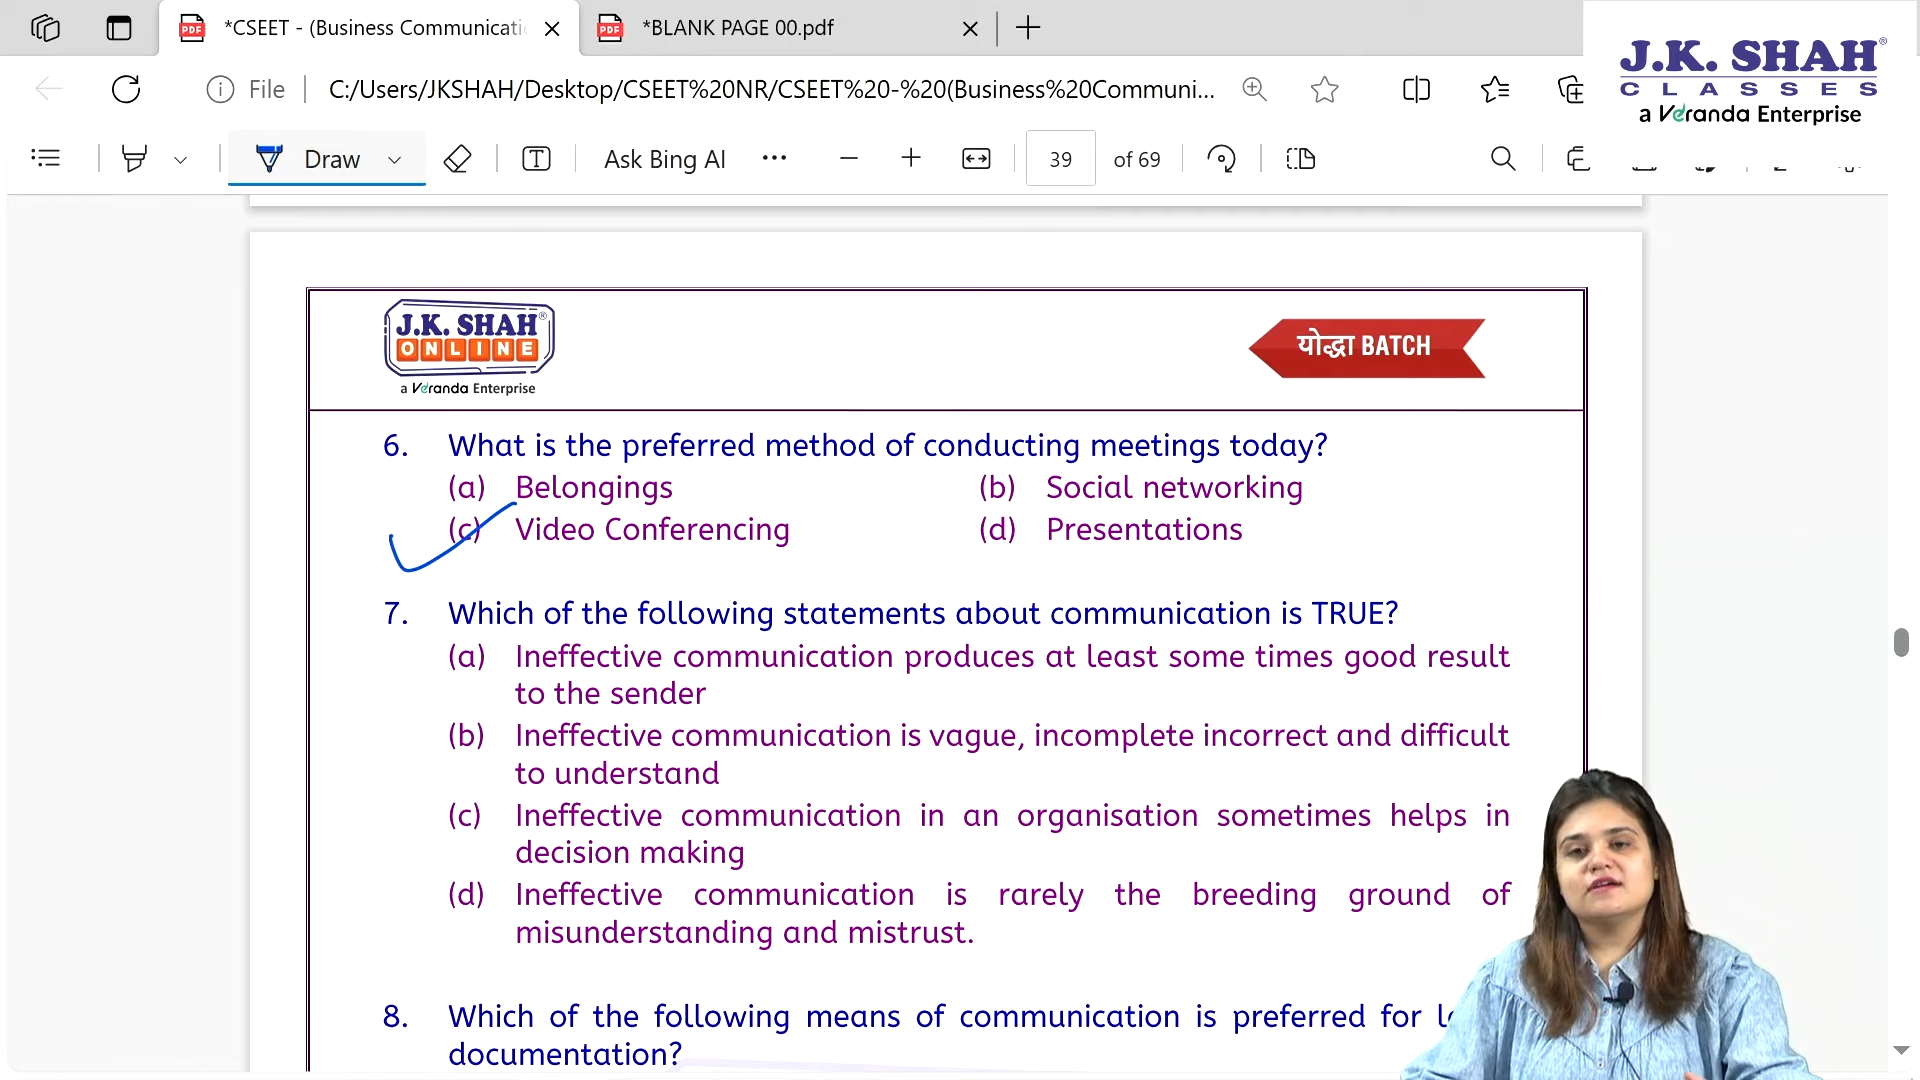 *CSEET - (Business Communicati
*BLANK PAGE 00.pdf
J.K. SHAH®
CLASSES
a Veranda Enterprise
File
C:/Users/JKSHAH/Desktop/CSEET%20NR/CSEET%20-%20(Business%20Communi...
Draw
Ask Bing AI
39
of 69
J.K. SHAH®
ONLINE
a Veranda Enterprise
योद्धा BATCH
6. What is the preferred method of conducting meetings today?
(a) Belongings (b) Social networking
(c) Video Conferencing (d) Presentations
7. Which of the following statements about communication is TRUE?
(a) Ineffective communication produces at least some times good result
to the sender
(b) Ineffective communication is vague, incomplete incorrect and difficult
to understand
(c) Ineffective communication in an organisation sometimes helps in
decision making
(d) Ineffective communication is rarely the breeding ground of
misunderstanding and mistrust.
8. Which of the following means of communication is preferred for
documentation?